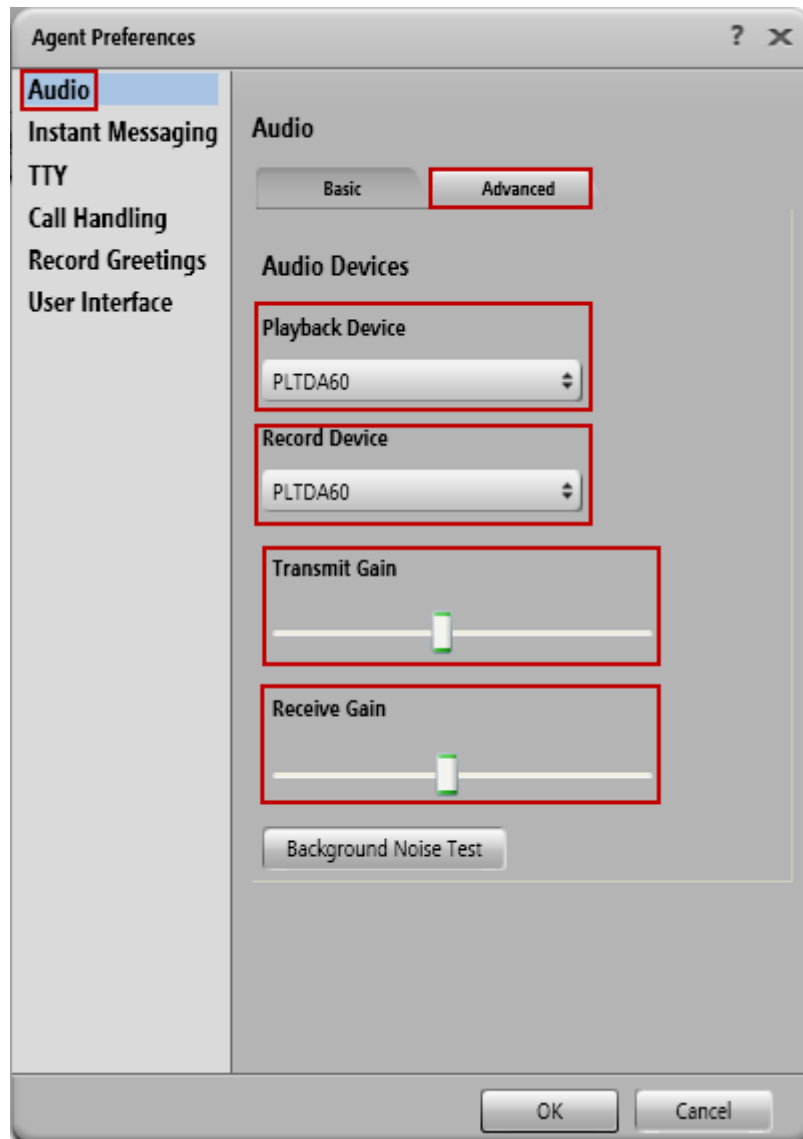 Agent Preferences ?
Audio
Instant Messaging
TTY
Call Handling
Record Greetings
User Interface
Audio
Basic Advanced
Audio Devices
Playback Device
PLTDA60
Record Device
PLTDA60
Transmit Gain
Receive Gain
Background Noise Test
OK Cancel